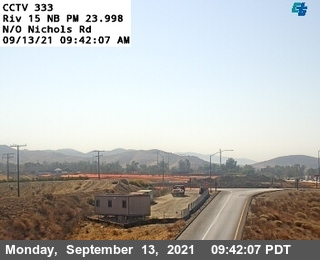 CCTV 333
Riv 15 NB PM 23.998
N/O Nichols Rd
09/13/21 09:42:07 AM
Monday, September 13, 2021 09:42:07 PDT